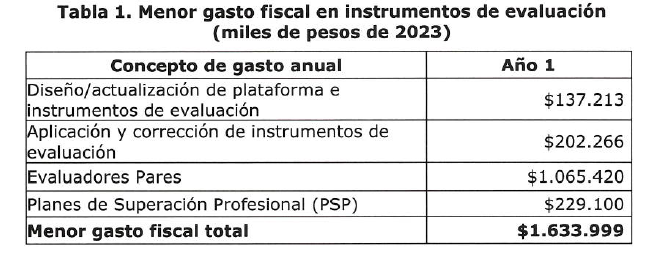 Tabla 1. Menor gasto fiscal en instrumentos de evaluación
(miles de pesos de 2023)
Concepto de gasto anual Año 1
Diseño/actualización de plataforma e
instrumentos de evaluación $137.213
Aplicación y corrección de instrumentos de
evaluación $202.266
Evaluadores Pares $1.065.420
Planes de Superación Profesional (PSP) $229.100
Menor gasto fiscal total $1.633.999